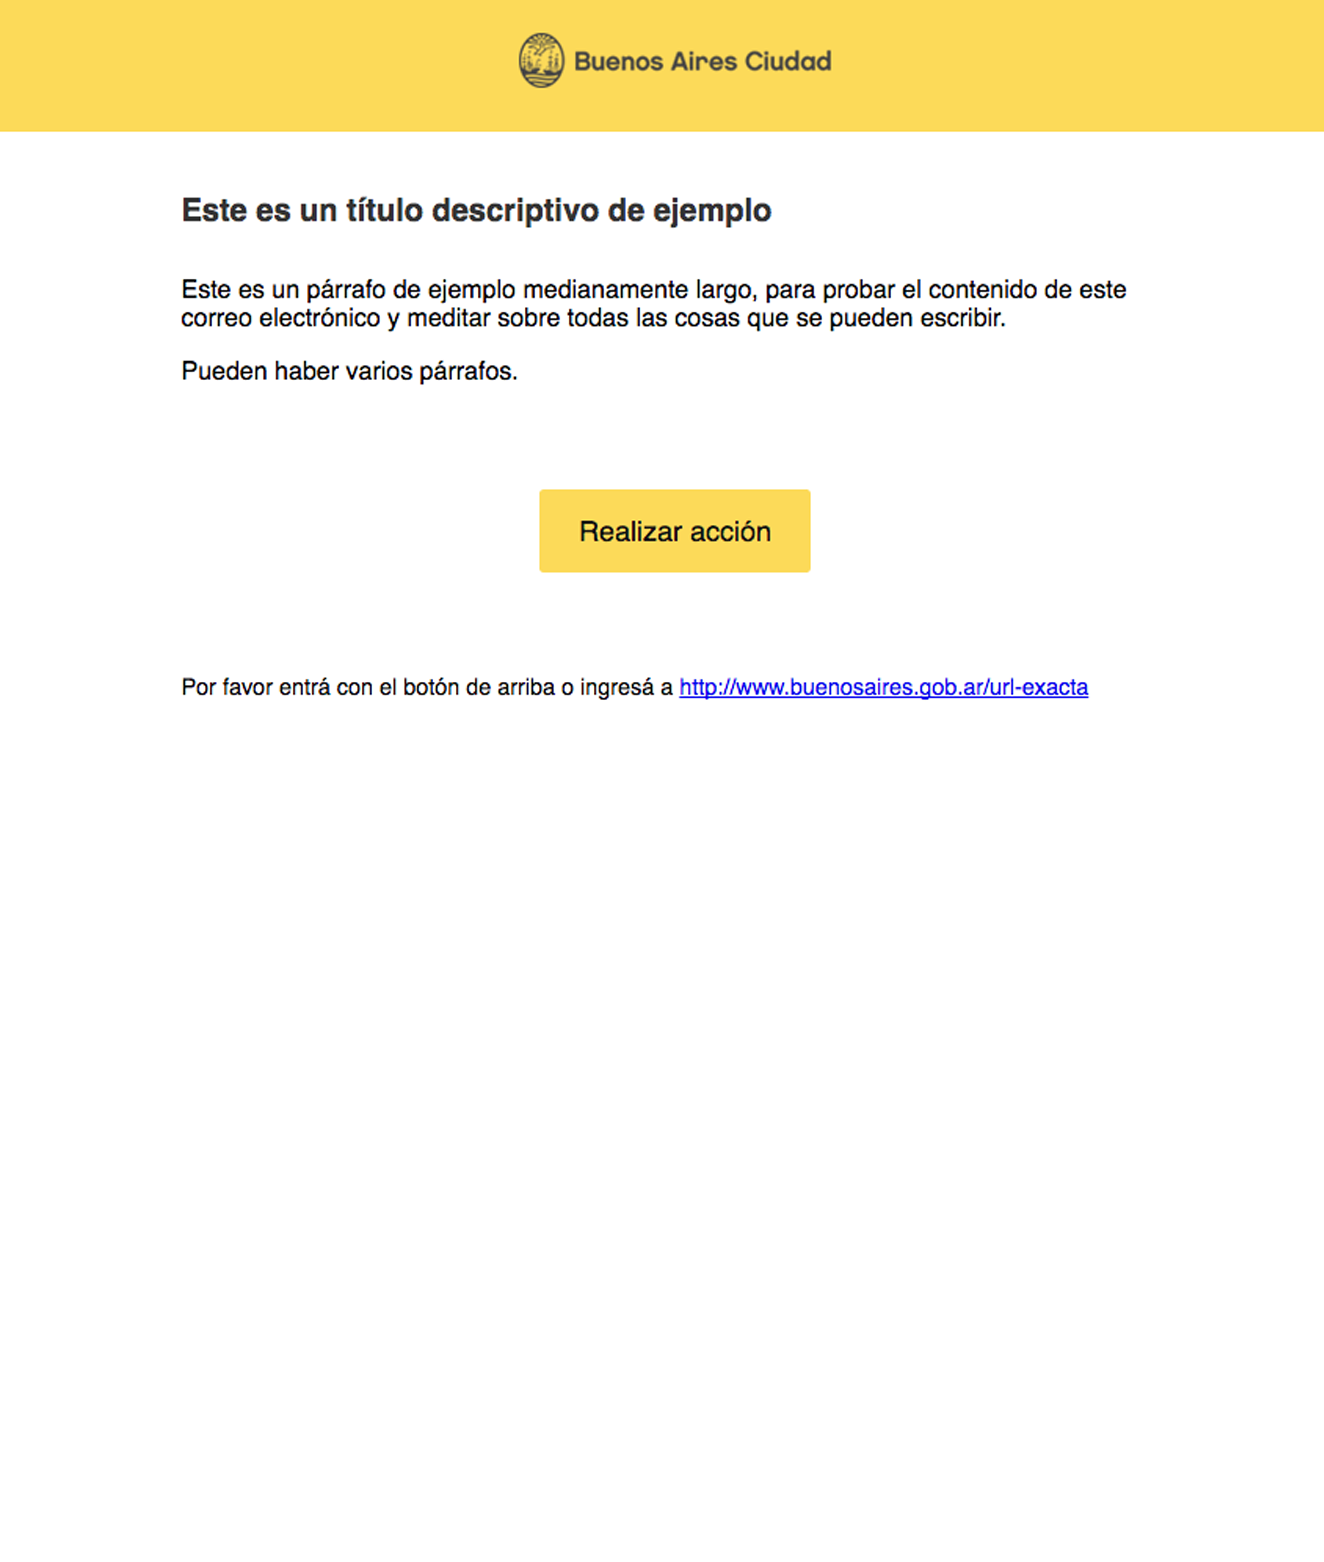 Buenos Aires Ciudad
Este es un título descriptivo de ejemplo
Este es un párrafo de ejemplo medianamente largo, para probar el contenido de este
correo electrónico y meditar sobre todas las cosas que se pueden escribir.
Pueden haber varios párrafos.
Realizar acción
Por favor entrá con el botón de arriba o ingresá a http://www.buenosaires.gob.ar/url-exacta